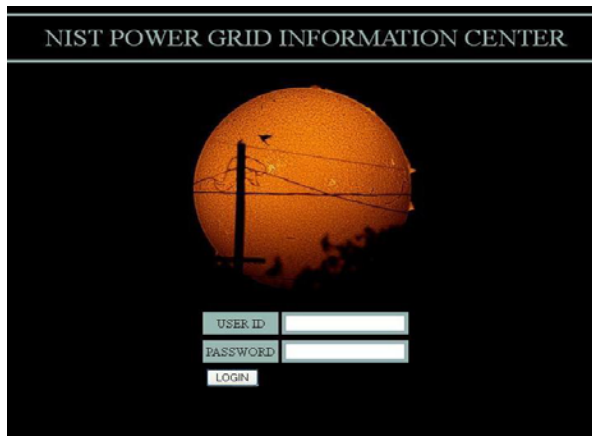 NIST POWER GRID INFORMATION CENTER
USER ID
PASSWORD
LOGIN